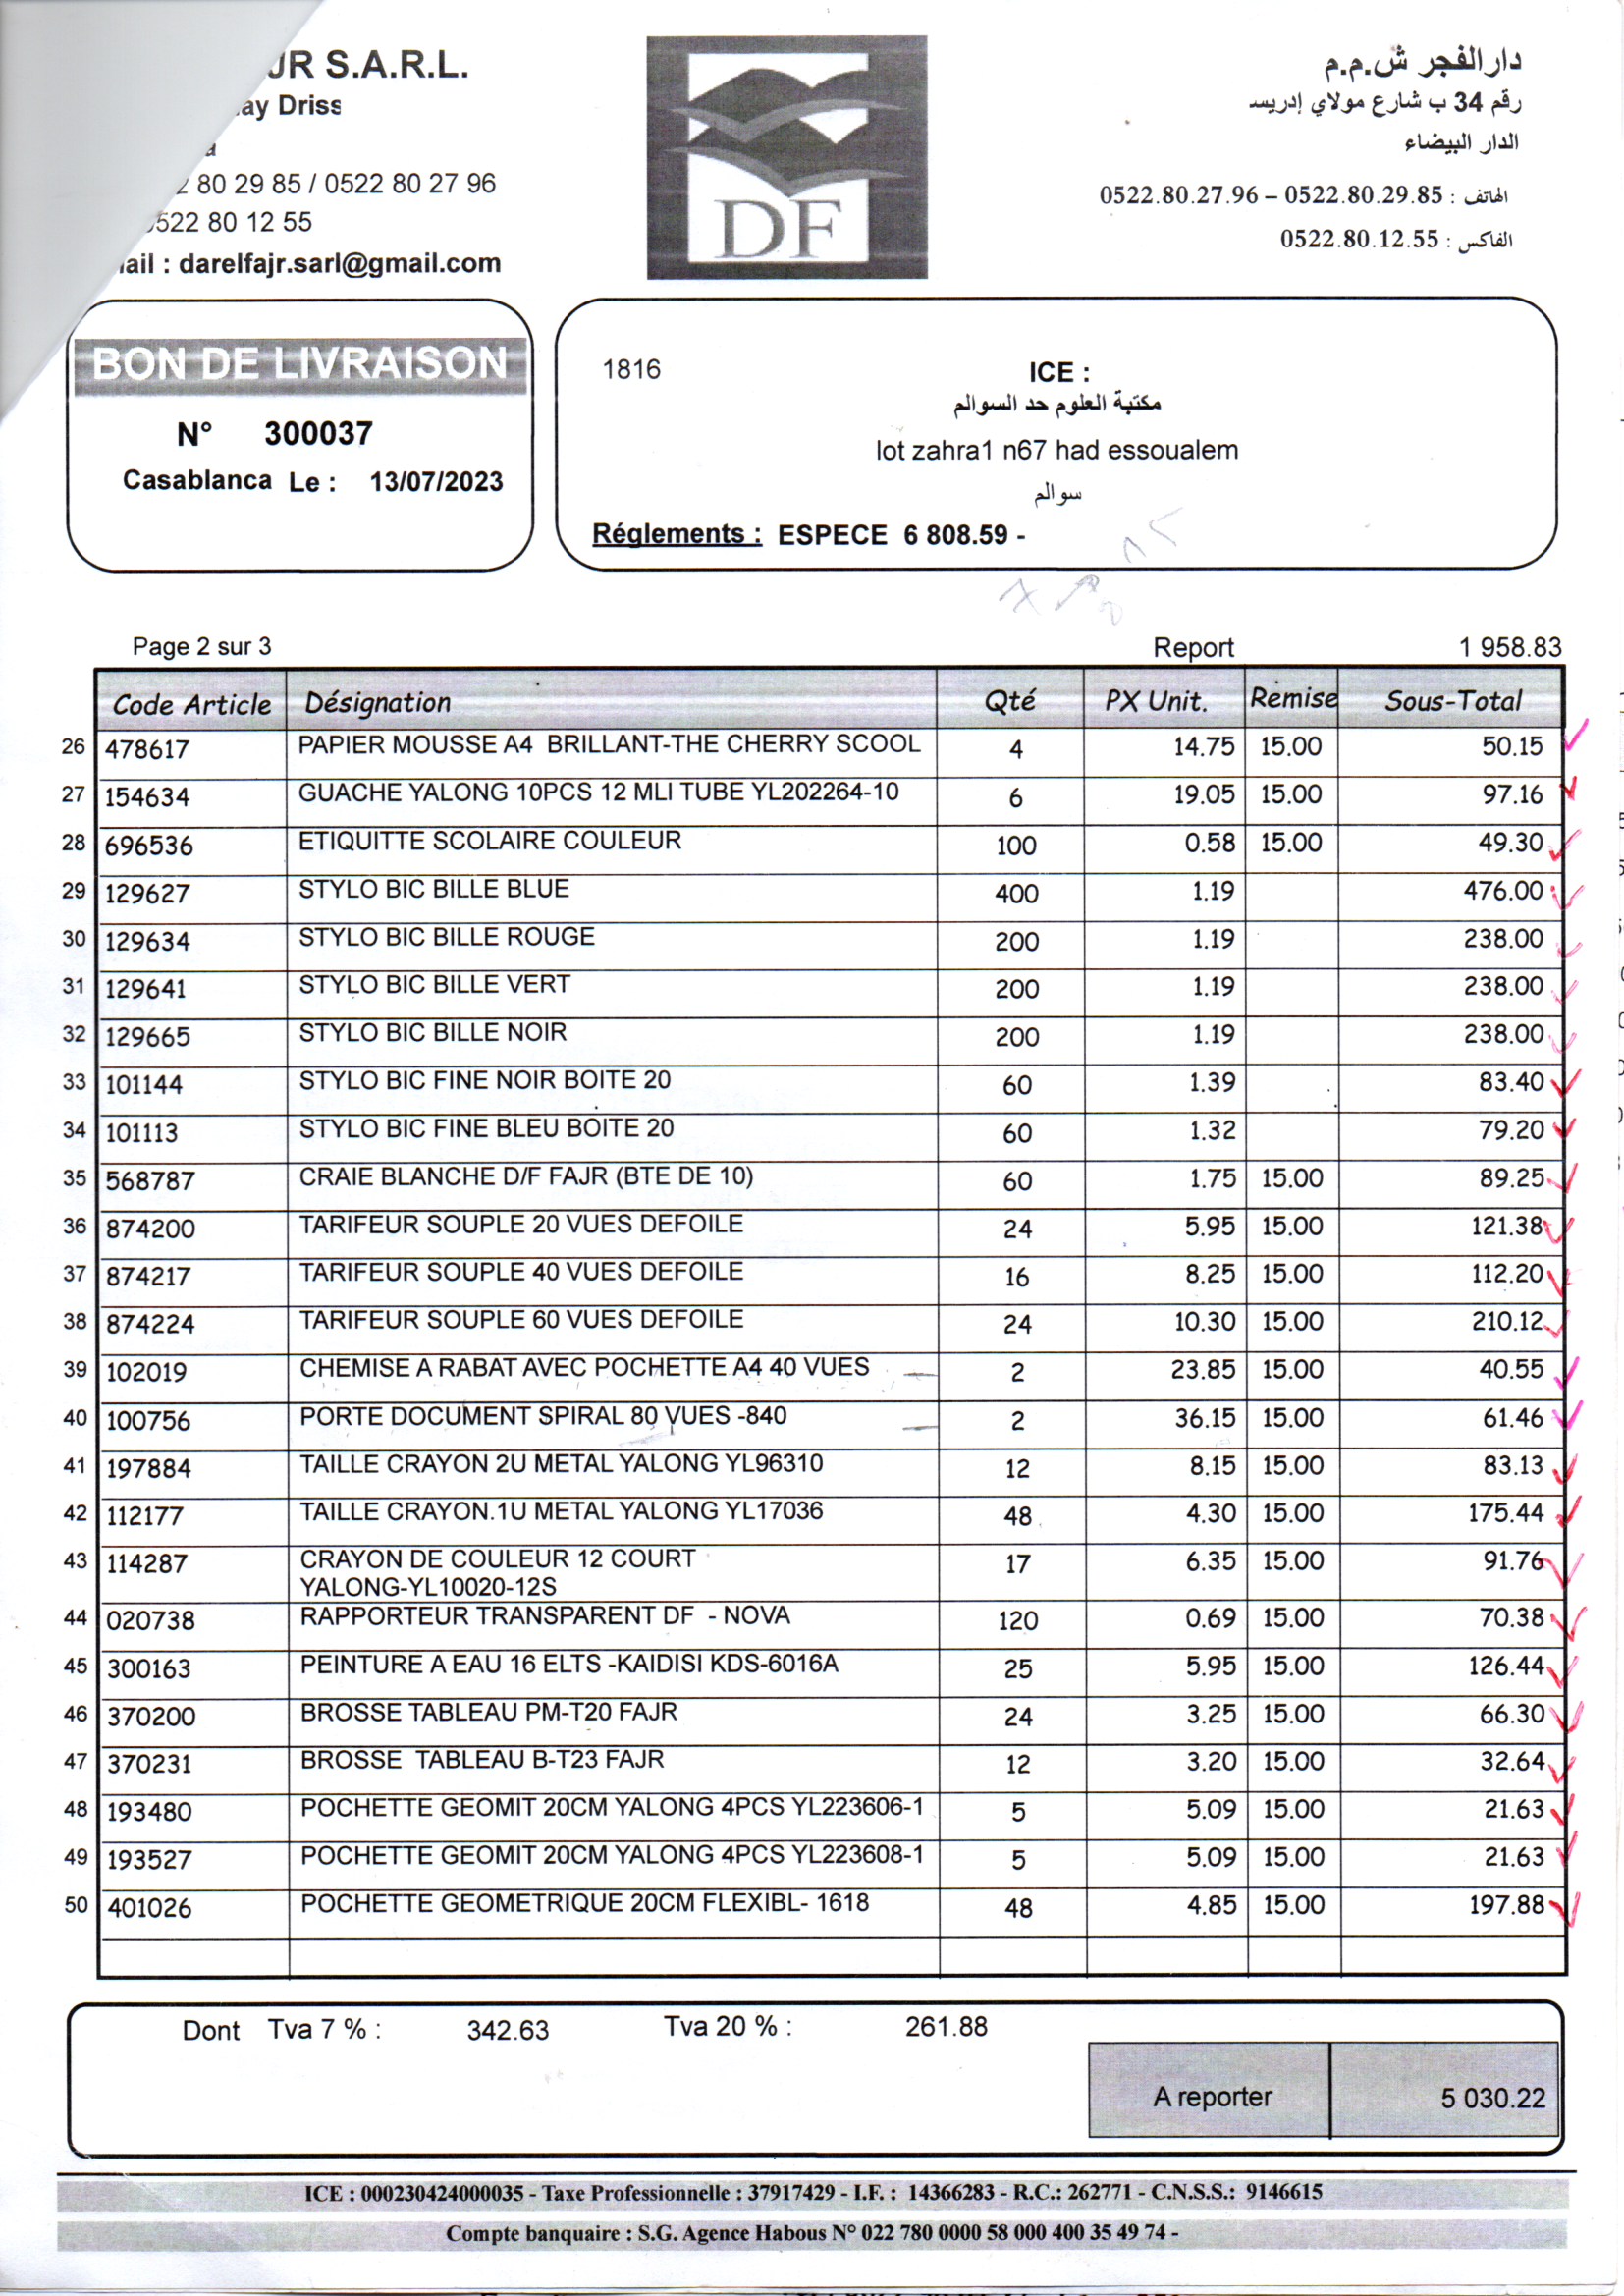 JR S.A.R.L.
ay Driss
a
2 80 29 85 / 0522 80 27 96
0522 80 12 55
ail : darelfajr.sarl@gmail.com
DF
دار الفجر ش.م.م
رقم 34 ب شارع مولاي إدريس
الدار البيضاء
الهاتف : 0522.80.27.96 – 0522.80.29.85
الفاكس : 0522.80.12.55
BON DE LIVRAISON
N° 300037
Casablanca Le : 13/07/2023
1816 ICE :
مكتبة العلوم حد السوالم
lot zahra1 n67 had essoualem
سوالم
Réglements : ESPECE 6 808.59 -
Page 2 sur 3 Report 1 958.83
Code Article Désignation Qté PX Unit. Remise Sous-Total
26 478617 PAPIER MOUSSE A4 BRILLANT-THE CHERRY SCOOL 4 14.75 15.00 50.15
27 154634 GUACHE YALONG 10PCS 12 MLI TUBE YL202264-10 6 19.05 15.00 97.16
28 696536 ETIQUITTE SCOLAIRE COULEUR 100 0.58 15.00 49.30
29 129627 STYLO BIC BILLE BLUE 400 1.19 476.00
30 129634 STYLO BIC BILLE ROUGE 200 1.19 238.00
31 129641 STYLO BIC BILLE VERT 200 1.19 238.00
32 129665 STYLO BIC BILLE NOIR 200 1.19 238.00
33 101144 STYLO BIC FINE NOIR BOITE 20 60 1.39 83.40
34 101113 STYLO BIC FINE BLEU BOITE 20 60 1.32 79.20
35 568787 CRAIE BLANCHE D/F FAJR (BTE DE 10) 60 1.75 15.00 89.25
36 874200 TARIFEUR SOUPLE 20 VUES DEFOILE 24 5.95 15.00 121.38
37 874217 TARIFEUR SOUPLE 40 VUES DEFOILE 16 8.25 15.00 112.20
38 874224 TARIFEUR SOUPLE 60 VUES DEFOILE 24 10.30 15.00 210.12
39 102019 CHEMISE A RABAT AVEC POCHETTE A4 40 VUES 2 23.85 15.00 40.55
40 100756 PORTE DOCUMENT SPIRAL 80 VUES -840 2 36.15 15.00 61.46
41 197884 TAILLE CRAYON 2U METAL YALONG YL96310 12 8.15 15.00 83.13
42 112177 TAILLE CRAYON.1U METAL YALONG YL17036 48 4.30 15.00 175.44
43 114287 CRAYON DE COULEUR 12 COURT 17 6.35 15.00 91.76
YALONG-YL10020-12S
44 020738 RAPPORTEUR TRANSPARENT DF - NOVA 120 0.69 15.00 70.38
45 300163 PEINTURE A EAU 16 ELTS -KAIDISI KDS-6016A 25 5.95 15.00 126.44
46 370200 BROSSE TABLEAU PM-T20 FAJR 24 3.25 15.00 66.30
47 370231 BROSSE TABLEAU B-T23 FAJR 12 3.20 15.00 32.64
48 193480 POCHETTE GEOMIT 20CM YALONG 4PCS YL223606-1 5 5.09 15.00 21.63
49 193527 POCHETTE GEOMIT 20CM YALONG 4PCS YL223608-1 5 5.09 15.00 21.63
50 401026 POCHETTE GEOMETRIQUE 20CM FLEXIBL- 1618 48 4.85 15.00 197.88
Dont Tva 7 % : 342.63 Tva 20 % : 261.88
A reporter 5 030.22
ICE : 000230424000035 - Taxe Professionnelle : 37917429 - I.F. : 14366283 - R.C.: 262771 - C.N.S.S.: 9146615
Compte banquaire : S.G. Agence Habous N° 022 780 0000 58 000 400 35 49 74 -